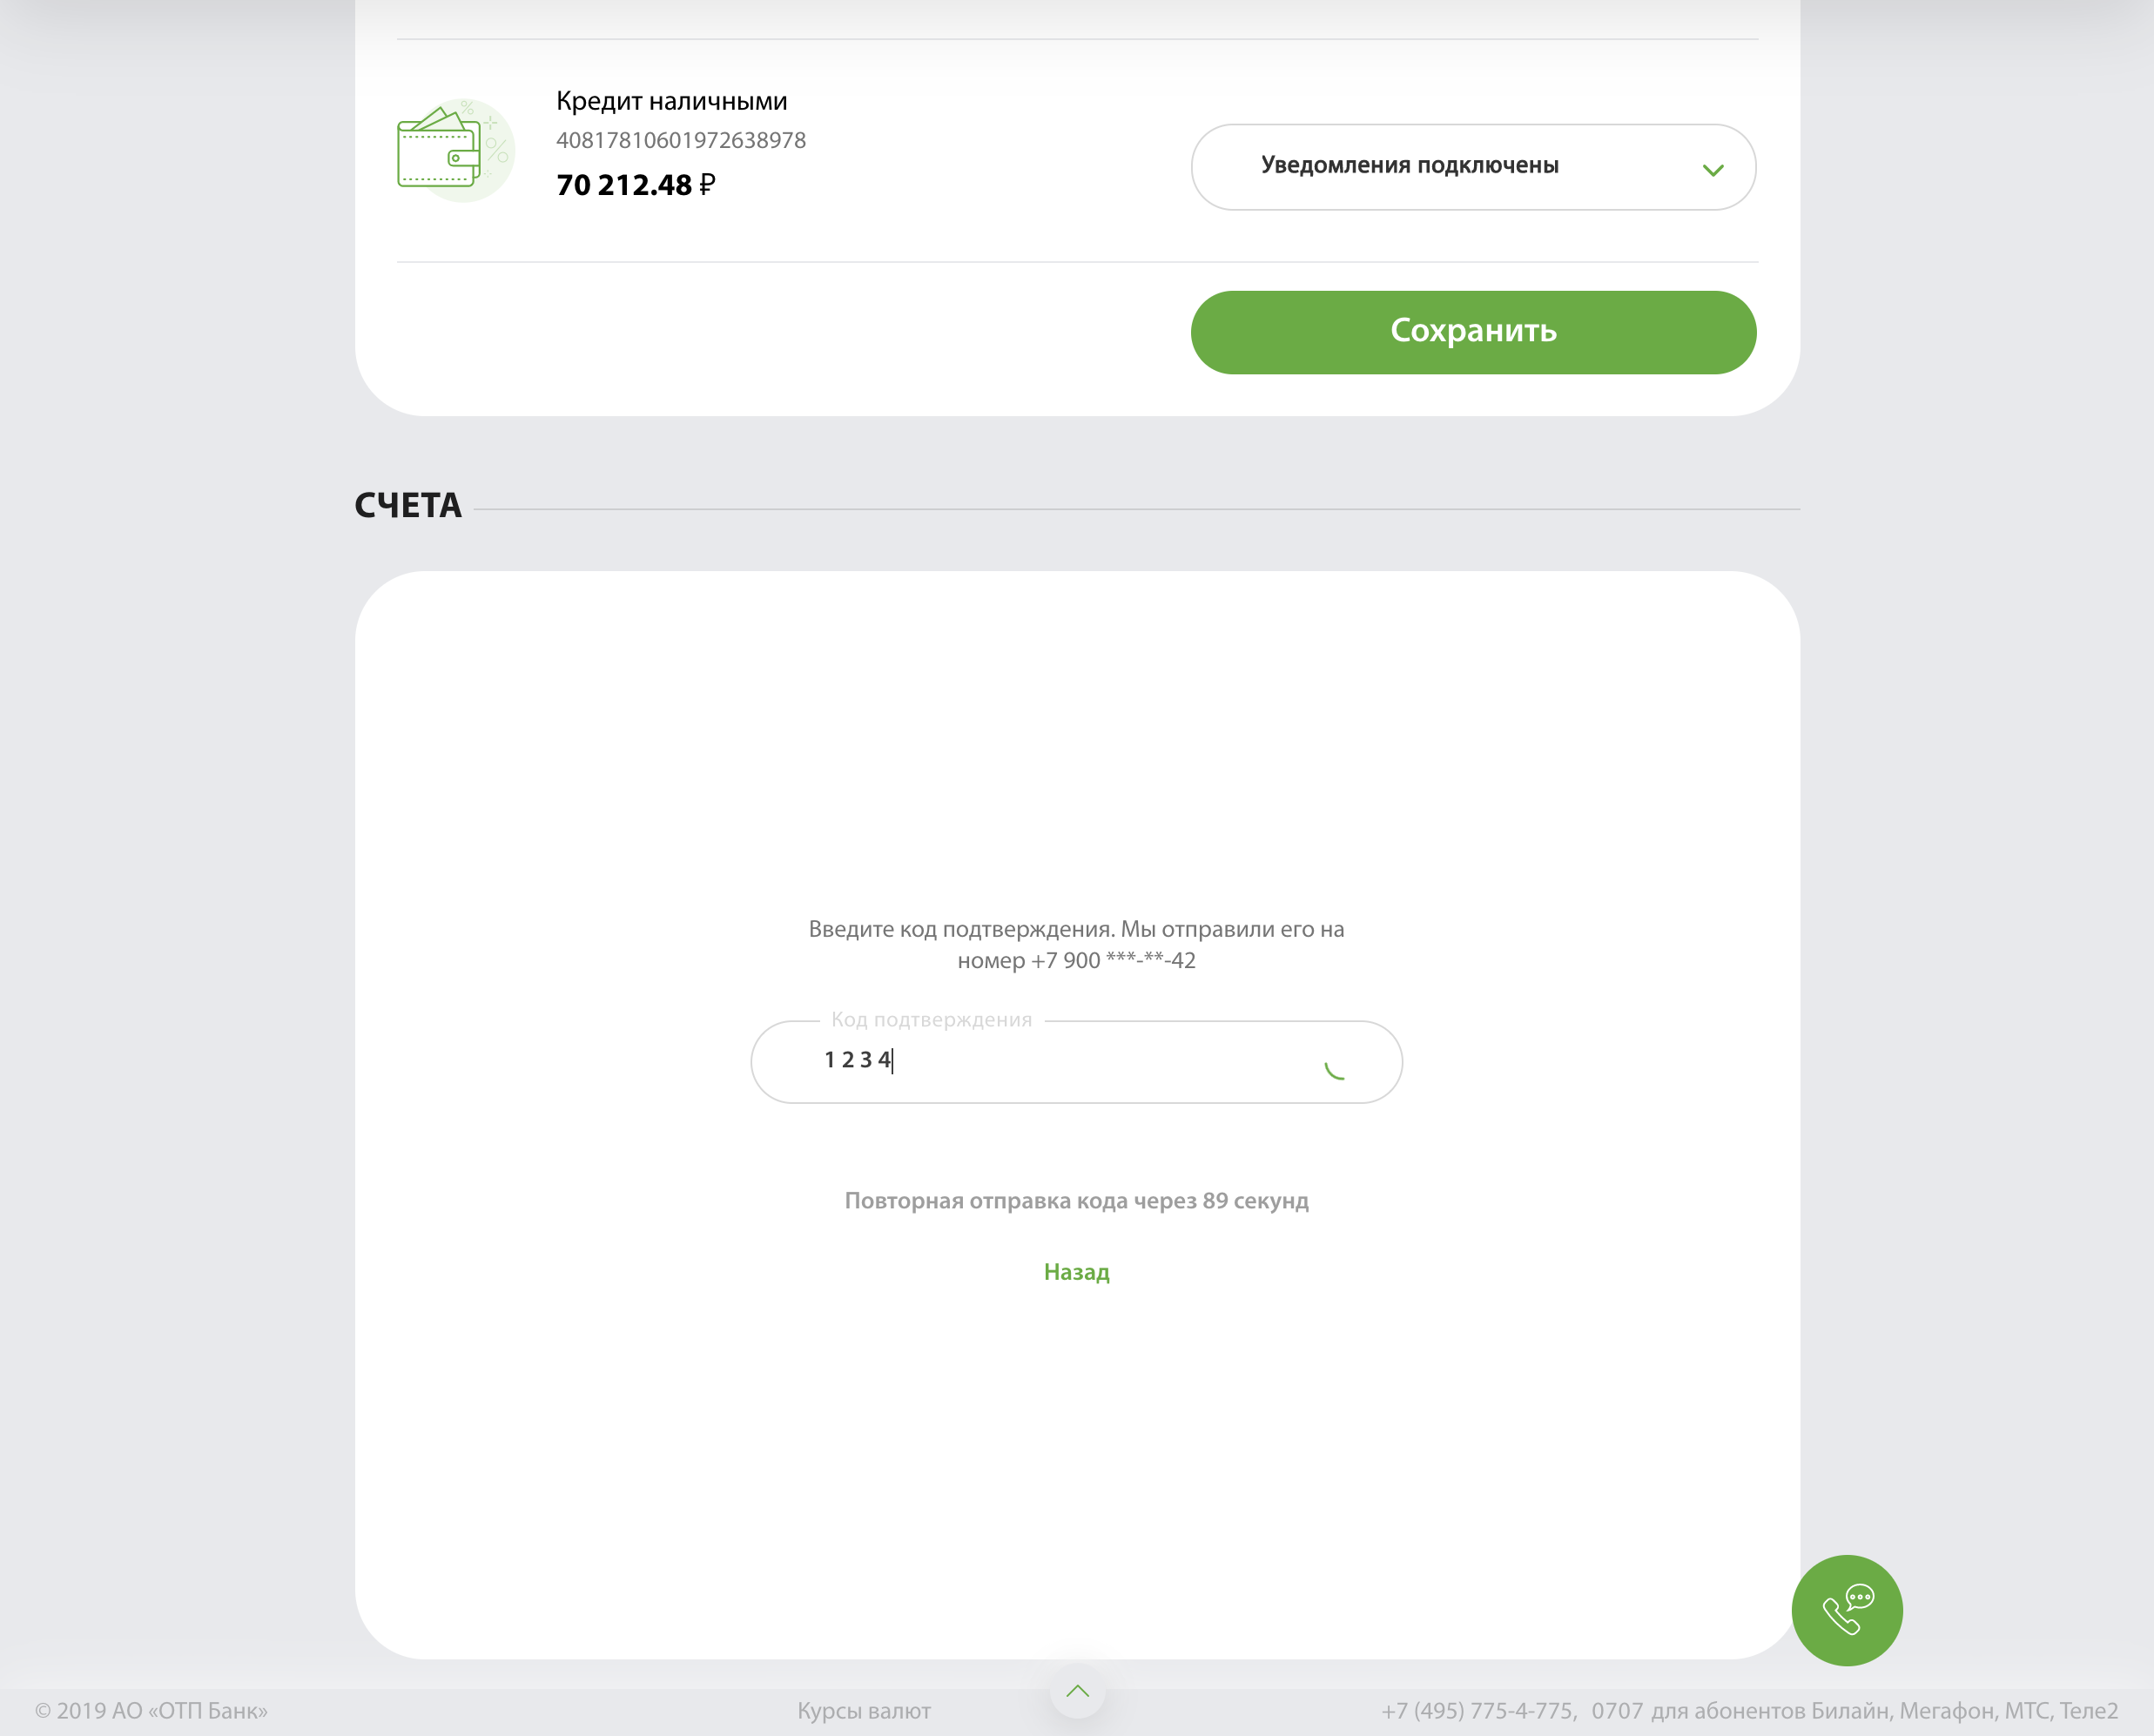 Кредит наличными
40817810601972638978
70 212.48 ₽
Уведомления подключены
Сохранить
СЧЕТА
Введите код подтверждения. Мы отправили его на
номер +7 900 ***-**-42
Код подтверждения
1 2 3 4
Повторная отправка кода через 89 секунд
Назад
© 2019 АО «ОТП Банк»
Курсы валют
+7 (495) 775-4-775, 0707 для абонентов Билайн, Мегафон, МТС, Теле2